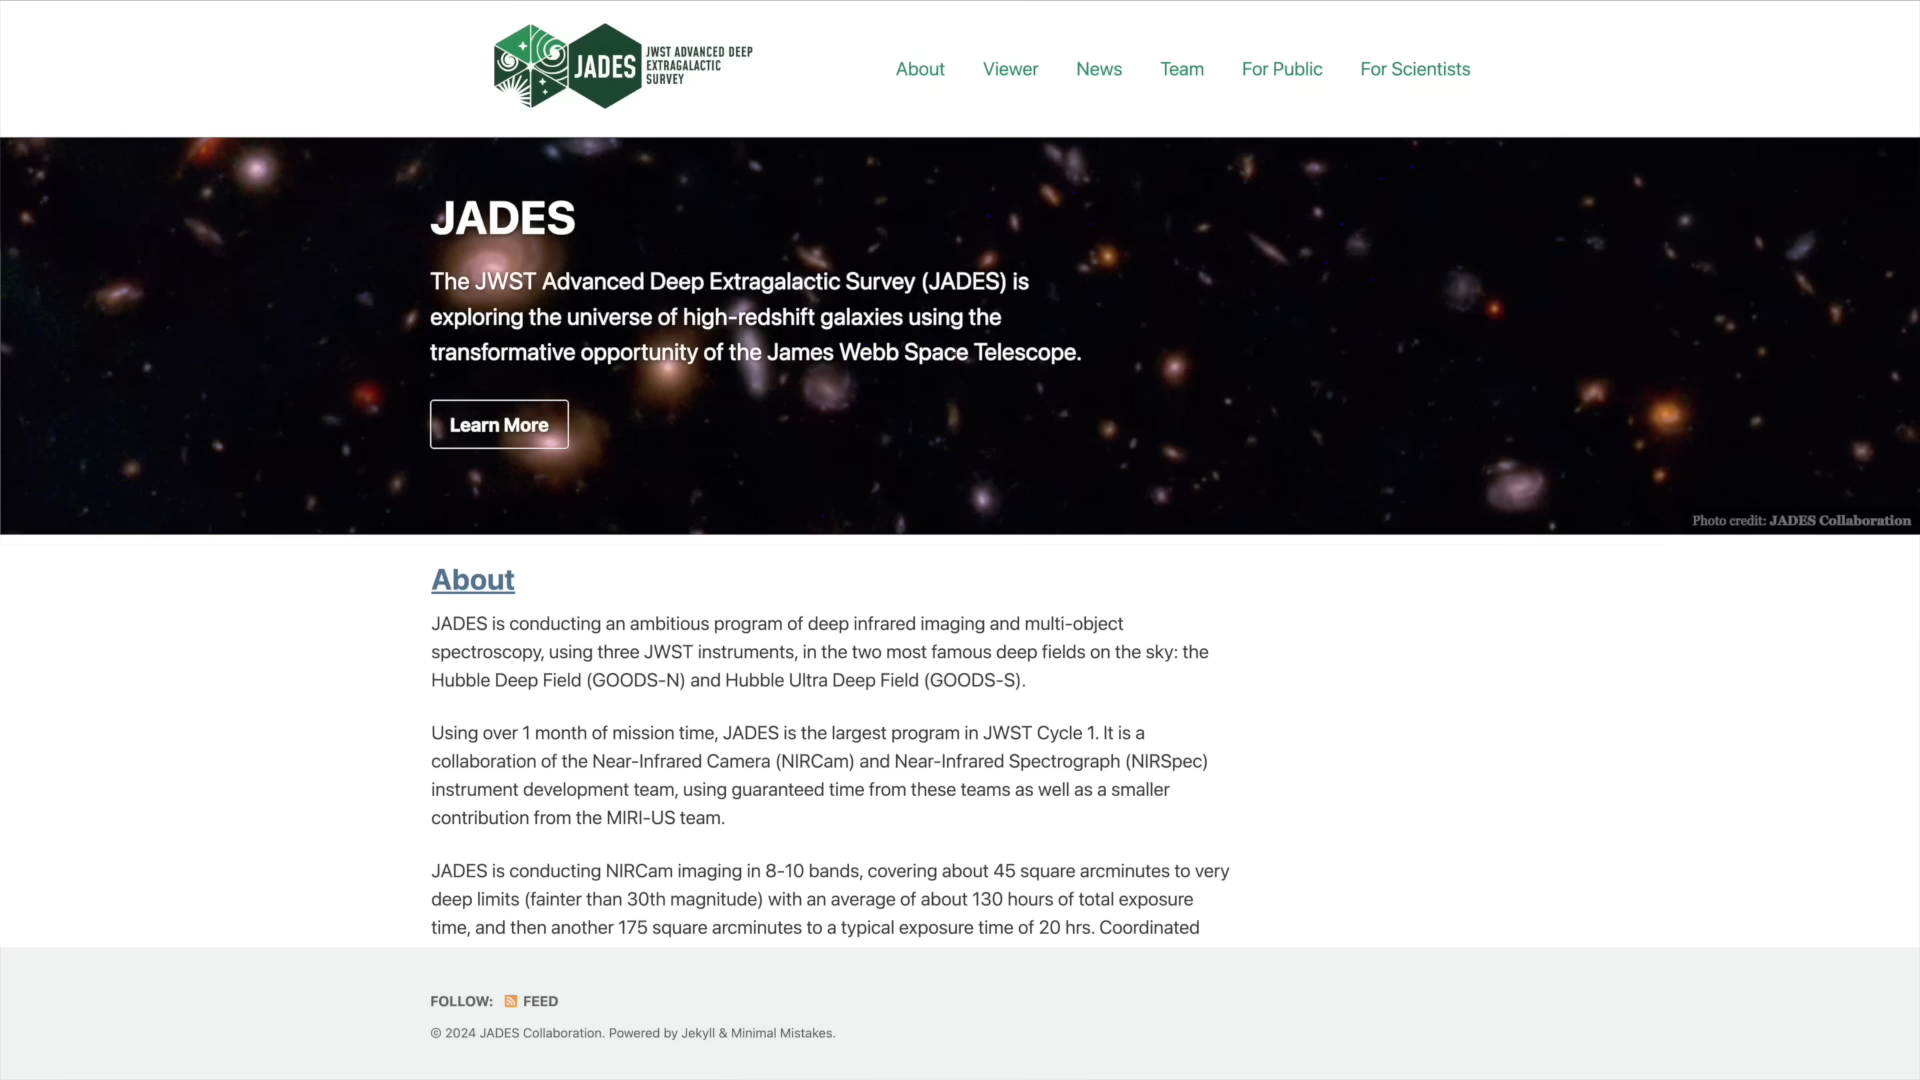 JADES
JWST ADVANCED DEEP
EXTRAGALACTIC
SURVEY
About Viewer News Team For Public For Scientists
JADES
The JWST Advanced Deep Extragalactic Survey (JADES) is
exploring the universe of high-redshift galaxies using the
transformative opportunity of the James Webb Space Telescope.
Learn More
Photo credit: JADES Collaboration
About
JADES is conducting an ambitious program of deep infrared imaging and multi-object
spectroscopy, using three JWST instruments, in the two most famous deep fields on the sky: the
Hubble Deep Field (GOODS-N) and Hubble Ultra Deep Field (GOODS-S).
Using over 1 month of mission time, JADES is the largest program in JWST Cycle 1. It is a
collaboration of the Near-Infrared Camera (NIRCam) and Near-Infrared Spectrograph (NIRSpec)
instrument development team, using guaranteed time from these teams as well as a smaller
contribution from the MIRI-US team.
JADES is conducting NIRCam imaging in 8-10 bands, covering about 45 square arcminutes to very
deep limits (fainter than 30th magnitude) with an average of about 130 hours of total exposure
time, and then another 175 square arcminutes to a typical exposure time of 20 hrs. Coordinated
FOLLOW: FEED
© 2024 JADES Collaboration. Powered by Jekyll & Minimal Mistakes.